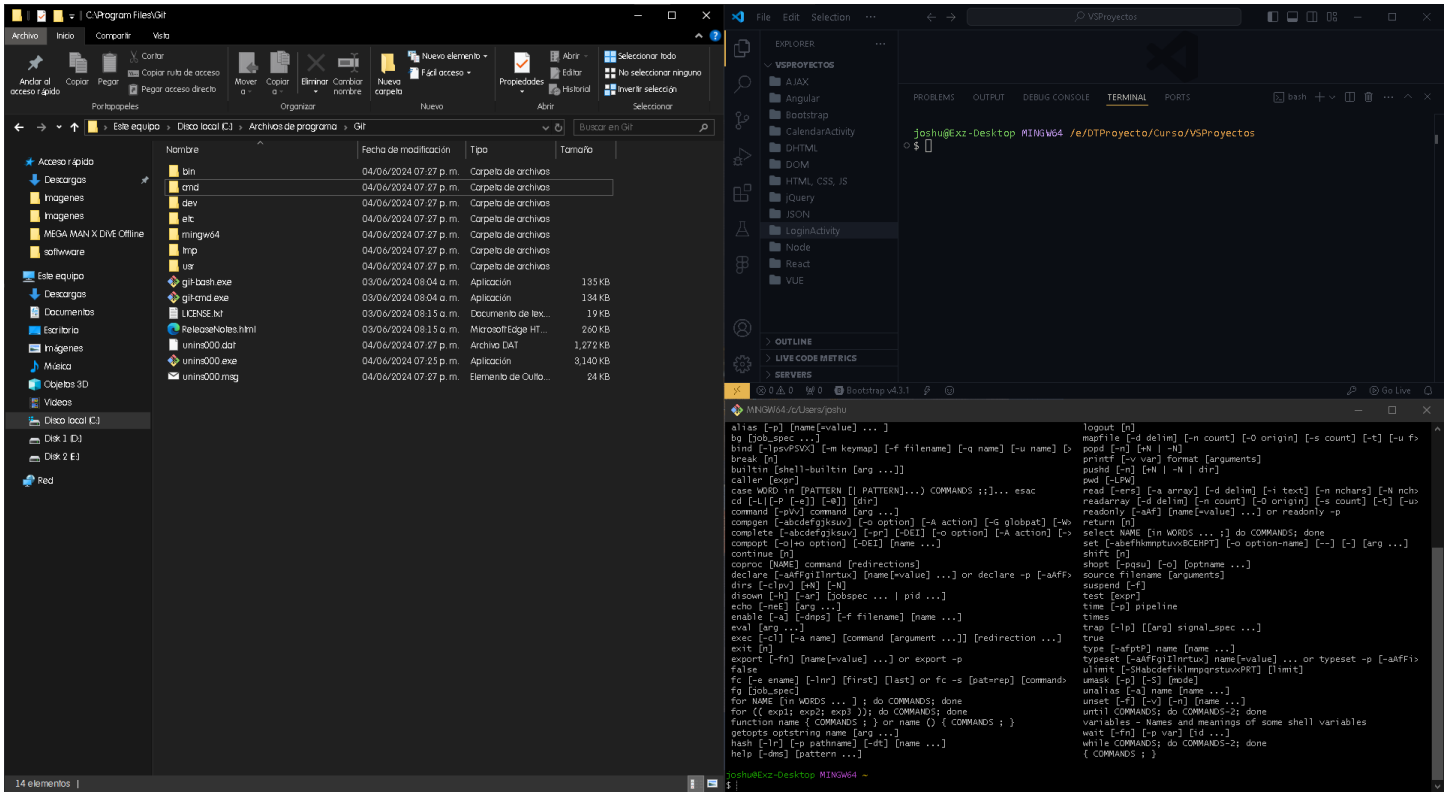 C:\Program Files\Git
Archivo Inicio Compartir Vista
Anclar al acceso rápido
Copiar
Pegar
Cortar
Copiar ruta de acceso
Pegar acceso directo
Portapapeles
Mover a
Copiar a
Eliminar
Cambiar nombre
Organizar
Nueva carpeta
Nuevo elemento
Fácil acceso
Nuevo
Propiedades
Abrir
Editar
Historial
Abrir
Seleccionar todo
No seleccionar ninguno
Invertir selección
Seleccionar
Este equipo > Disco local (C:) > Archivos de programa > Git
Buscar en Git
Acceso rápido
Descargas
Imagenes
Imagenes
MEGA MAN X DiVE Offline
softwware
Este equipo
Descargas
Documentos
Escritorio
Imágenes
Música
Objetos 3D
Videos
Disco local (C:)
Disk 1 (D:)
Disk 2 (E:)
Red
Nombre Fecha de modificación Tipo Tamaño
bin 04/06/2024 07:27 p. m. Carpeta de archivos
cmd 04/06/2024 07:27 p. m. Carpeta de archivos
dev 04/06/2024 07:27 p. m. Carpeta de archivos
etc 04/06/2024 07:27 p. m. Carpeta de archivos
mingw64 04/06/2024 07:27 p. m. Carpeta de archivos
tmp 04/06/2024 07:27 p. m. Carpeta de archivos
usr 04/06/2024 07:27 p. m. Carpeta de archivos
git-bash.exe 03/06/2024 08:04 a. m. Aplicación 135 KB
git-cmd.exe 03/06/2024 08:04 a. m. Aplicación 134 KB
LICENSE.txt 03/06/2024 08:15 a. m. Documento de tex... 19 KB
ReleaseNotes.html 03/06/2024 08:15 a. m. Microsoft Edge HT... 260 KB
unins000.dat 04/06/2024 07:27 p. m. Archivo DAT 1,272 KB
unins000.exe 04/06/2024 07:25 p. m. Aplicación 3,140 KB
unins000.msg 04/06/2024 07:27 p. m. Elemento de Outlo... 24 KB
14 elementos
File Edit Selection ...
VSProyectos
EXPLORER ...
VSPROYECTOS
AJAX
Angular
Bootstrap
CalendarActivity
DHTML
DOM
HTML, CSS, JS
jQuery
JSON
LoginActivity
Node
React
VUE
OUTLINE
LIVE CODE METRICS
SERVERS
PROBLEMS OUTPUT DEBUG CONSOLE TERMINAL PORTS
bash
joshu@Exz-Desktop MINGW64 /e/DTProyecto/Curso/VSProyectos
$
0 0 0 Bootstrap v4.3.1 Go Live
MINGW64:/c/Users/joshu
alias [-p] [name[=value] ... ]
bg [job_spec ...]
bind [-lpsvPSVX] [-m keymap] [-f filename] [-q name] [-u name] [>
break [n]
builtin [shell-builtin [arg ...]]
caller [expr]
case WORD in [PATTERN [| PATTERN]...) COMMANDS ;;]... esac
cd [-L|[-P [-e]] [-@]] [dir]
command [-pVv] command [arg ...]
compgen [-abcdefgjksuv] [-o option] [-A action] [-G globpat] [-W>
complete [-abcdefgjksuv] [-pr] [-DEI] [-o option] [-A action] [->
compopt [-o|+o option] [-DEI] [name ...]
continue [n]
coproc [NAME] command [redirections]
declare [-aAfFgiIlnrtux] [name[=value] ...] or declare -p [-aAfF>
dirs [-clpv] [+N] [-N]
disown [-h] [-ar] [jobspec ... | pid ...]
echo [-neE] [arg ...]
enable [-a] [-dnps] [-f filename] [name ...]
eval [arg ...]
exec [-cl] [-a name] [command [argument ...]] [redirection ...]
exit [n]
export [-fn] [name[=value] ...] or export -p
false
fc [-e ename] [-lnr] [first] [last] or fc -s [pat=rep] [command>
fg [job_spec]
for NAME [in WORDS ... ] ; do COMMANDS; done
for (( exp1; exp2; exp3 )); do COMMANDS; done
function name { COMMANDS ; } or name () { COMMANDS ; }
getopts optstring name [arg ...]
hash [-lr] [-p pathname] [-dt] [name ...]
help [-dms] [pattern ...]
logout [n]
mapfile [-d delim] [-n count] [-O origin] [-s count] [-t] [-u f>
popd [-n] [+N | -N]
printf [-v var] format [arguments]
pushd [-n] [+N | -N | dir]
pwd [-LPW]
read [-ers] [-a array] [-d delim] [-i text] [-n nchars] [-N nch>
readarray [-d delim] [-n count] [-O origin] [-s count] [-t] [-u>
readonly [-aAf] [name[=value] ...] or readonly -p
return [n]
select NAME [in WORDS ... ;] do COMMANDS; done
set [-abefhkmnptuvxBCEHPT] [-o option-name] [--] [-] [arg ...]
shift [n]
shopt [-pqsu] [-o] [optname ...]
source filename [arguments]
suspend [-f]
test [expr]
time [-p] pipeline
times
trap [-lp] [[arg] signal_spec ...]
true
type [-afptP] name [name ...]
typeset [-aAfFgiIlnrtux] name[=value] ... or typeset -p [-aAfFi>
ulimit [-SHabcdefiklmnpqrstuvxPRT] [limit]
umask [-p] [-S] [mode]
unalias [-a] name [name ...]
unset [-f] [-v] [-n] [name ...]
until COMMANDS; do COMMANDS-2; done
variables - Names and meanings of some shell variables
wait [-fn] [-p var] [id ...]
while COMMANDS; do COMMANDS-2; done
{ COMMANDS ; }
joshu@Exz-Desktop MINGW64 ~
$